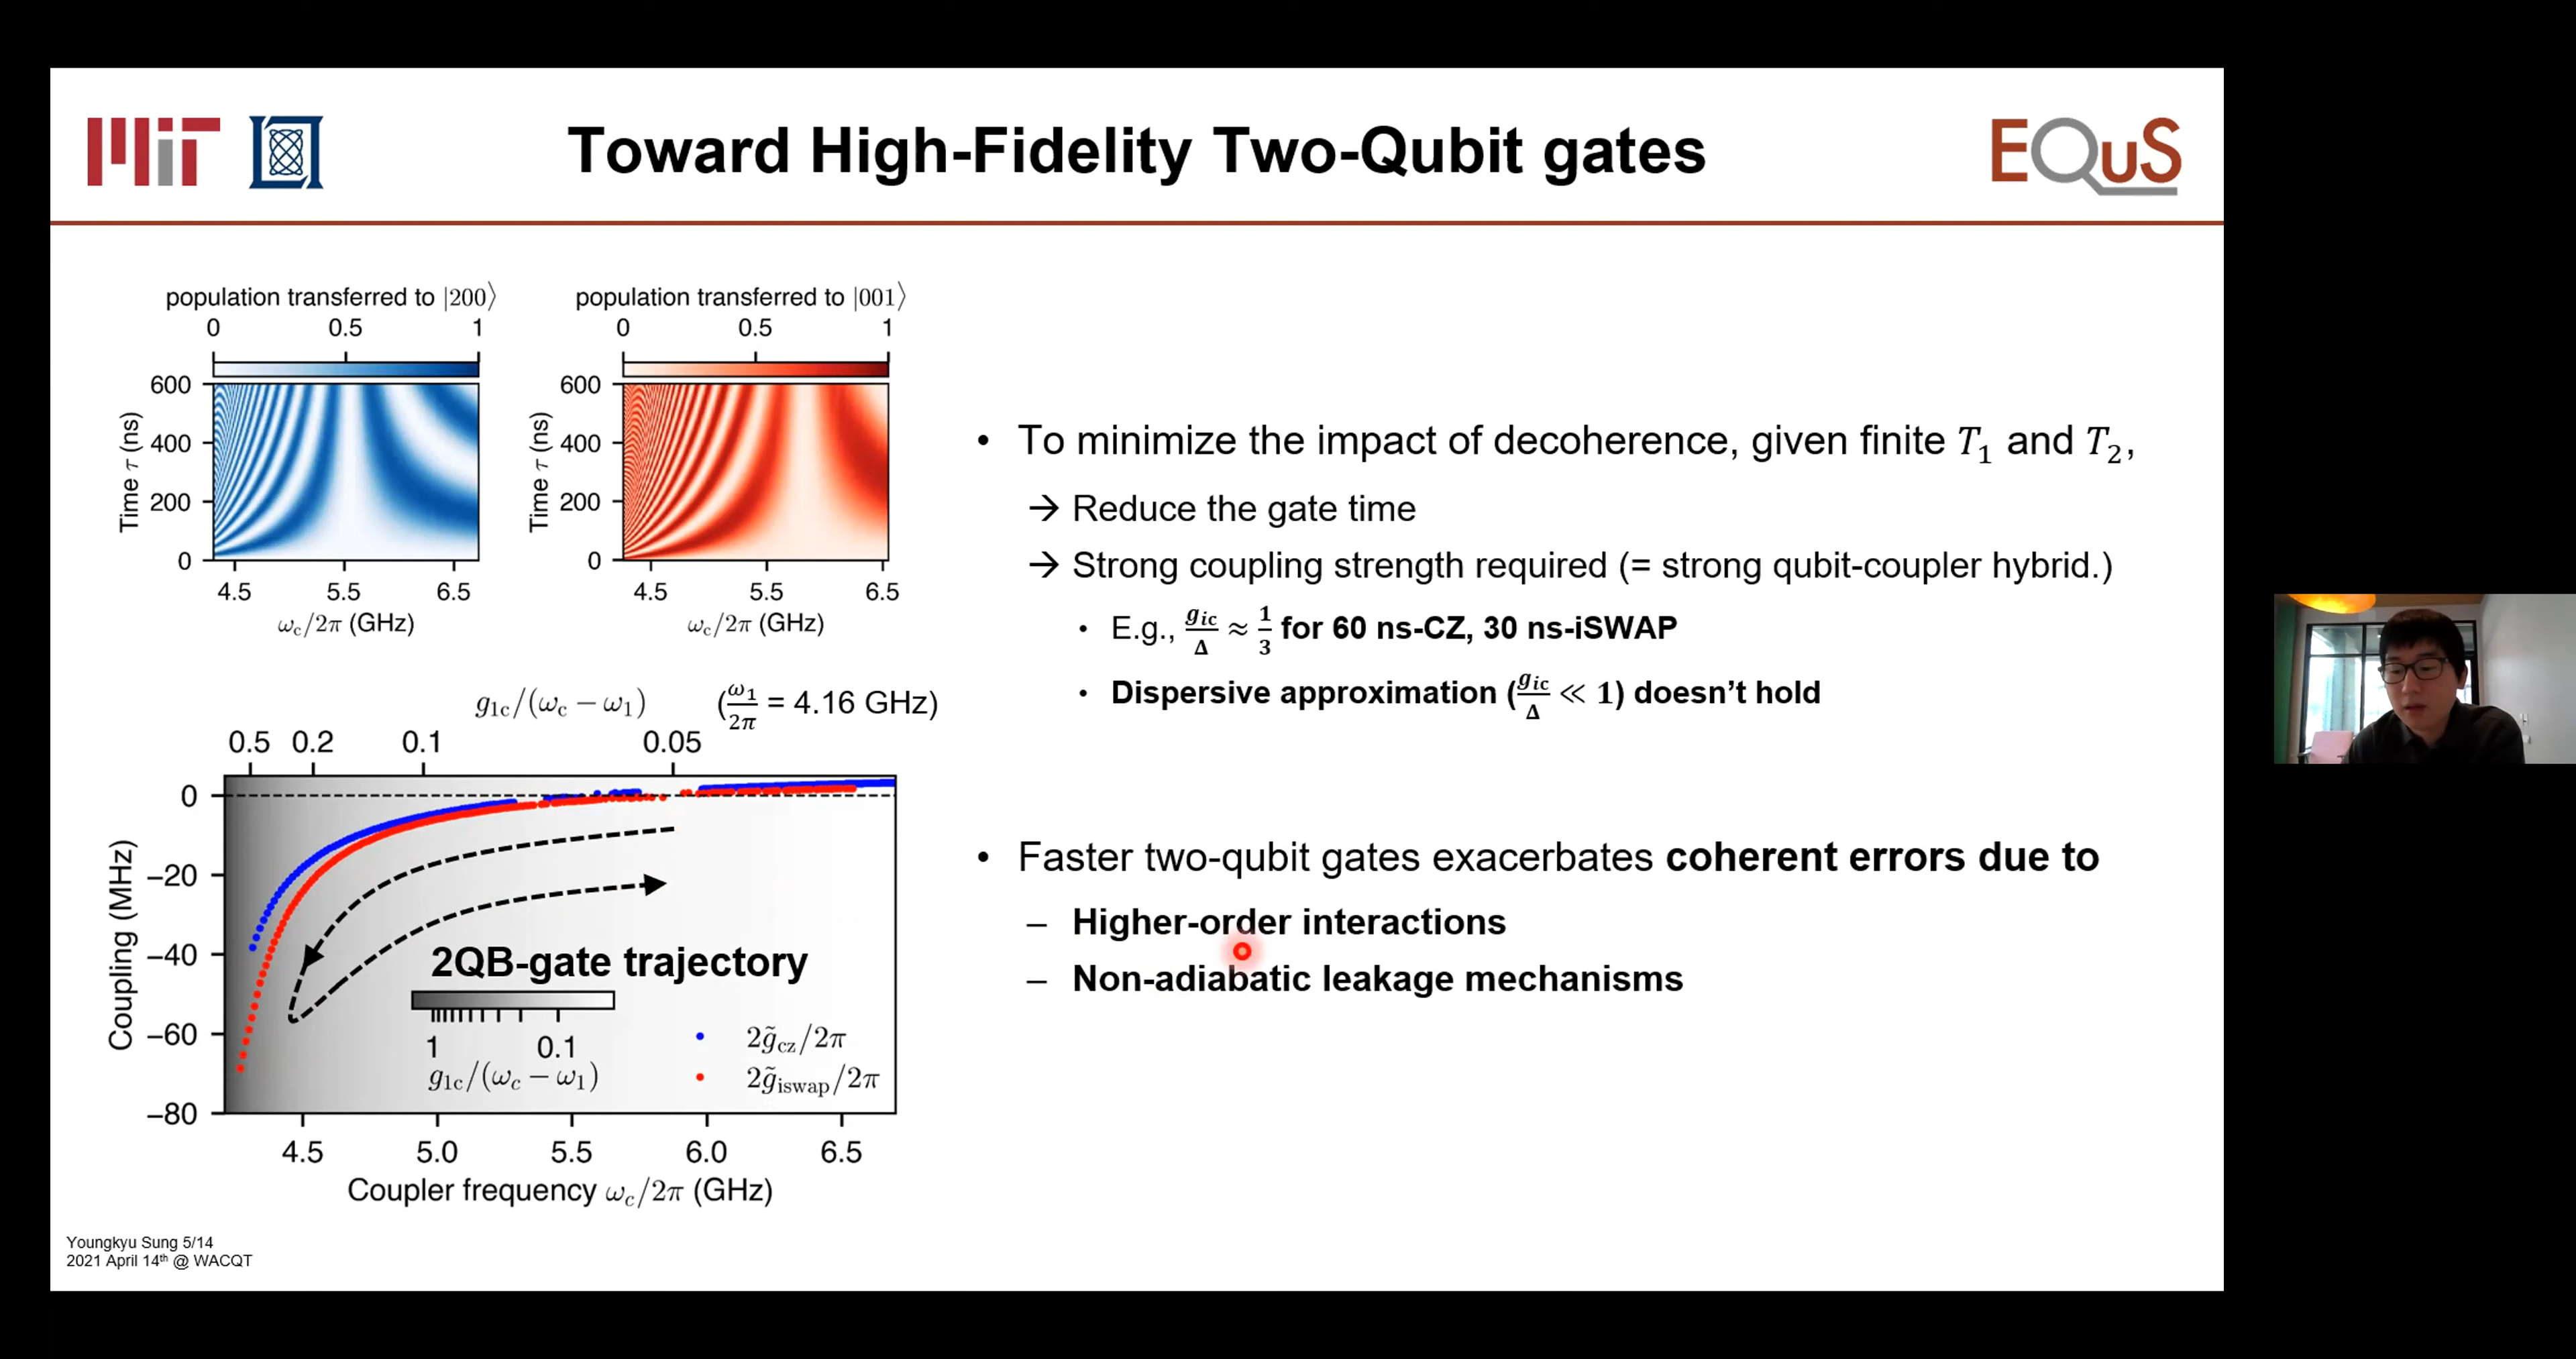 MIT
Toward High-Fidelity Two-Qubit gates
EQuS
population transferred to |200⟩
0 0.5 1
600
400
200
0
Time τ (ns)
4.5 5.5 6.5
ω_c/2π (GHz)
population transferred to |001⟩
0 0.5 1
600
400
200
0
Time τ (ns)
4.5 5.5 6.5
ω_c/2π (GHz)
g_1c/(ω_c − ω_1) (ω_1/2π = 4.16 GHz)
0.5 0.2 0.1 0.05
0
−20
−40
−60
−80
Coupling (MHz)
2QB-gate trajectory
1 0.1
g_1c/(ω_c − ω_1)
2g̃_cz/2π
2g̃_iswap/2π
4.5 5.0 5.5 6.0 6.5
Coupler frequency ω_c/2π (GHz)
• To minimize the impact of decoherence, given finite T_1 and T_2,
→ Reduce the gate time
→ Strong coupling strength required (= strong qubit-coupler hybrid.)
• E.g., g_ic/Δ ≈ 1/3 for 60 ns-CZ, 30 ns-iSWAP
• Dispersive approximation (g_ic/Δ ≪ 1) doesn't hold
• Faster two-qubit gates exacerbates coherent errors due to
– Higher-order interactions
– Non-adiabatic leakage mechanisms
Youngkyu Sung 5/14
2021 April 14th @ WACQT